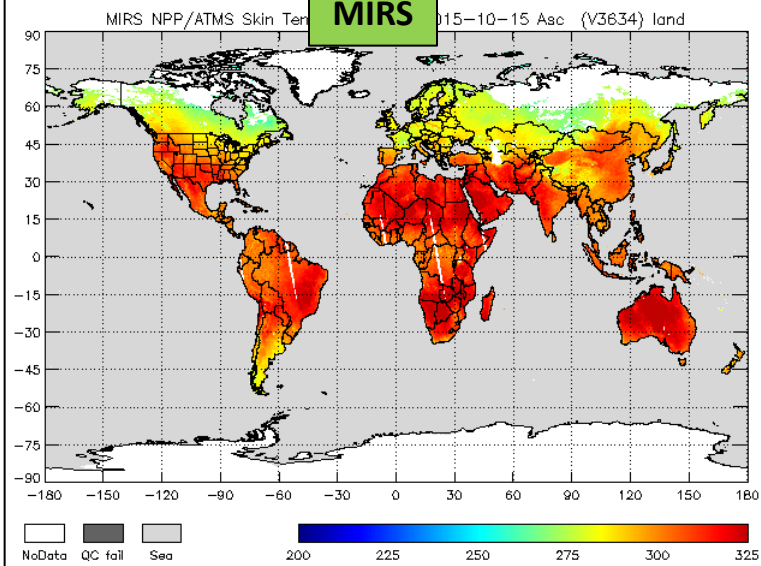 MIRS
MIRS NPP/ATMS Skin Ten 015-10-15 Asc (V3634) land
90
75
60
45
30
15
0
-15
-30
-45
-60
-75
-90
-180 -150 -120 -90 -60 -30 0 30 60 90 120 150 180
NoData QC fail Sea
200 225 250 275 300 325